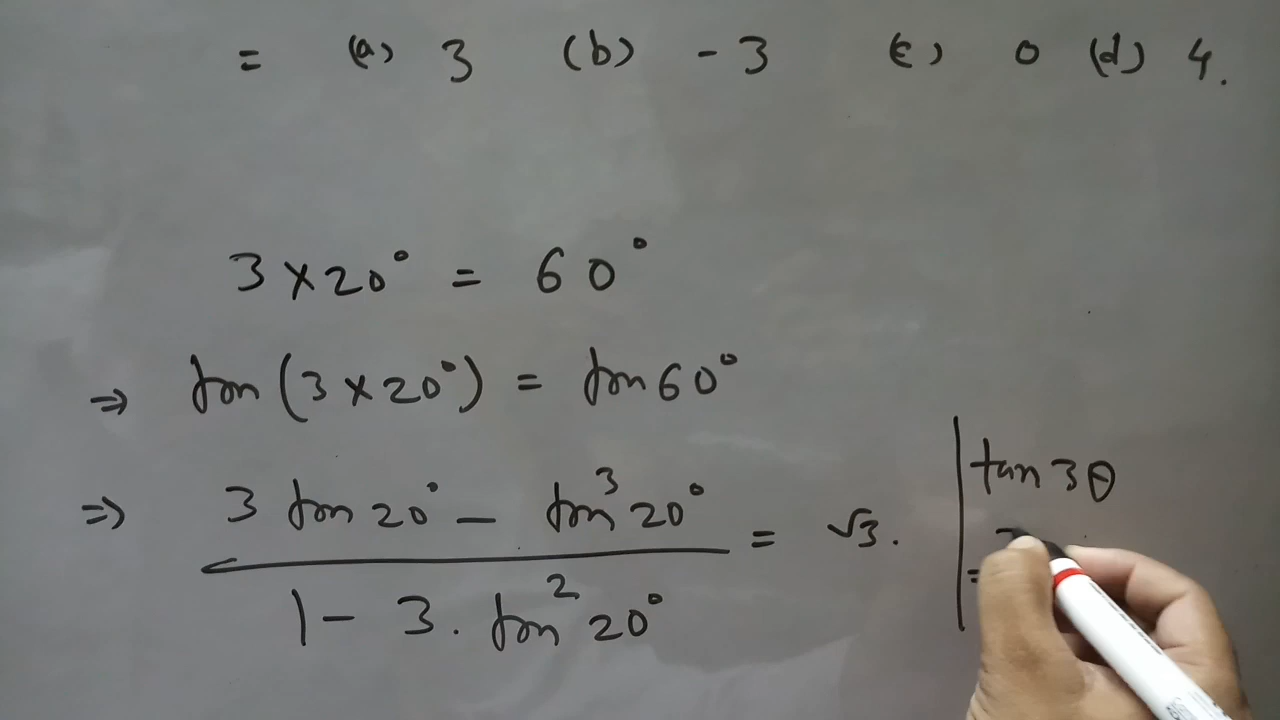 = (a) 3 (b) -3 (c) 0 (d) 4.
3 × 20° = 60°
⇒ tan (3 × 20°) = tan 60°
⇒ 3 tan 20° - tan³ 20°
1 - 3. tan² 20°
= √3.
tan 3θ
=